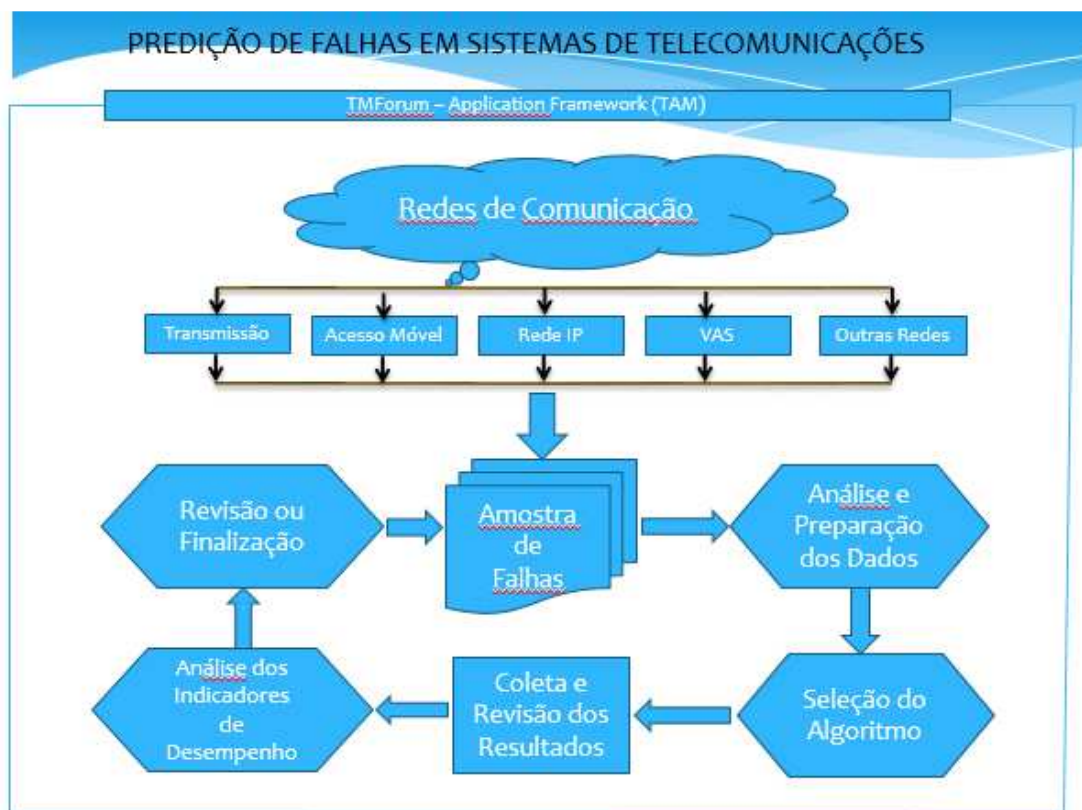 PREDIÇÃO DE FALHAS EM SISTEMAS DE TELECOMUNICAÇÕES
TMForum – Application Framework (TAM)
Redes de Comunicação
Transmissão
Acesso Móvel
Rede IP
VAS
Outras Redes
Revisão ou
Finalização
Amostra
de
Falhas
Análise e
Preparação
dos Dados
Análise dos
Indicadores
de
Desempenho
Coleta e
Revisão dos
Resultados
Seleção do
Algoritmo